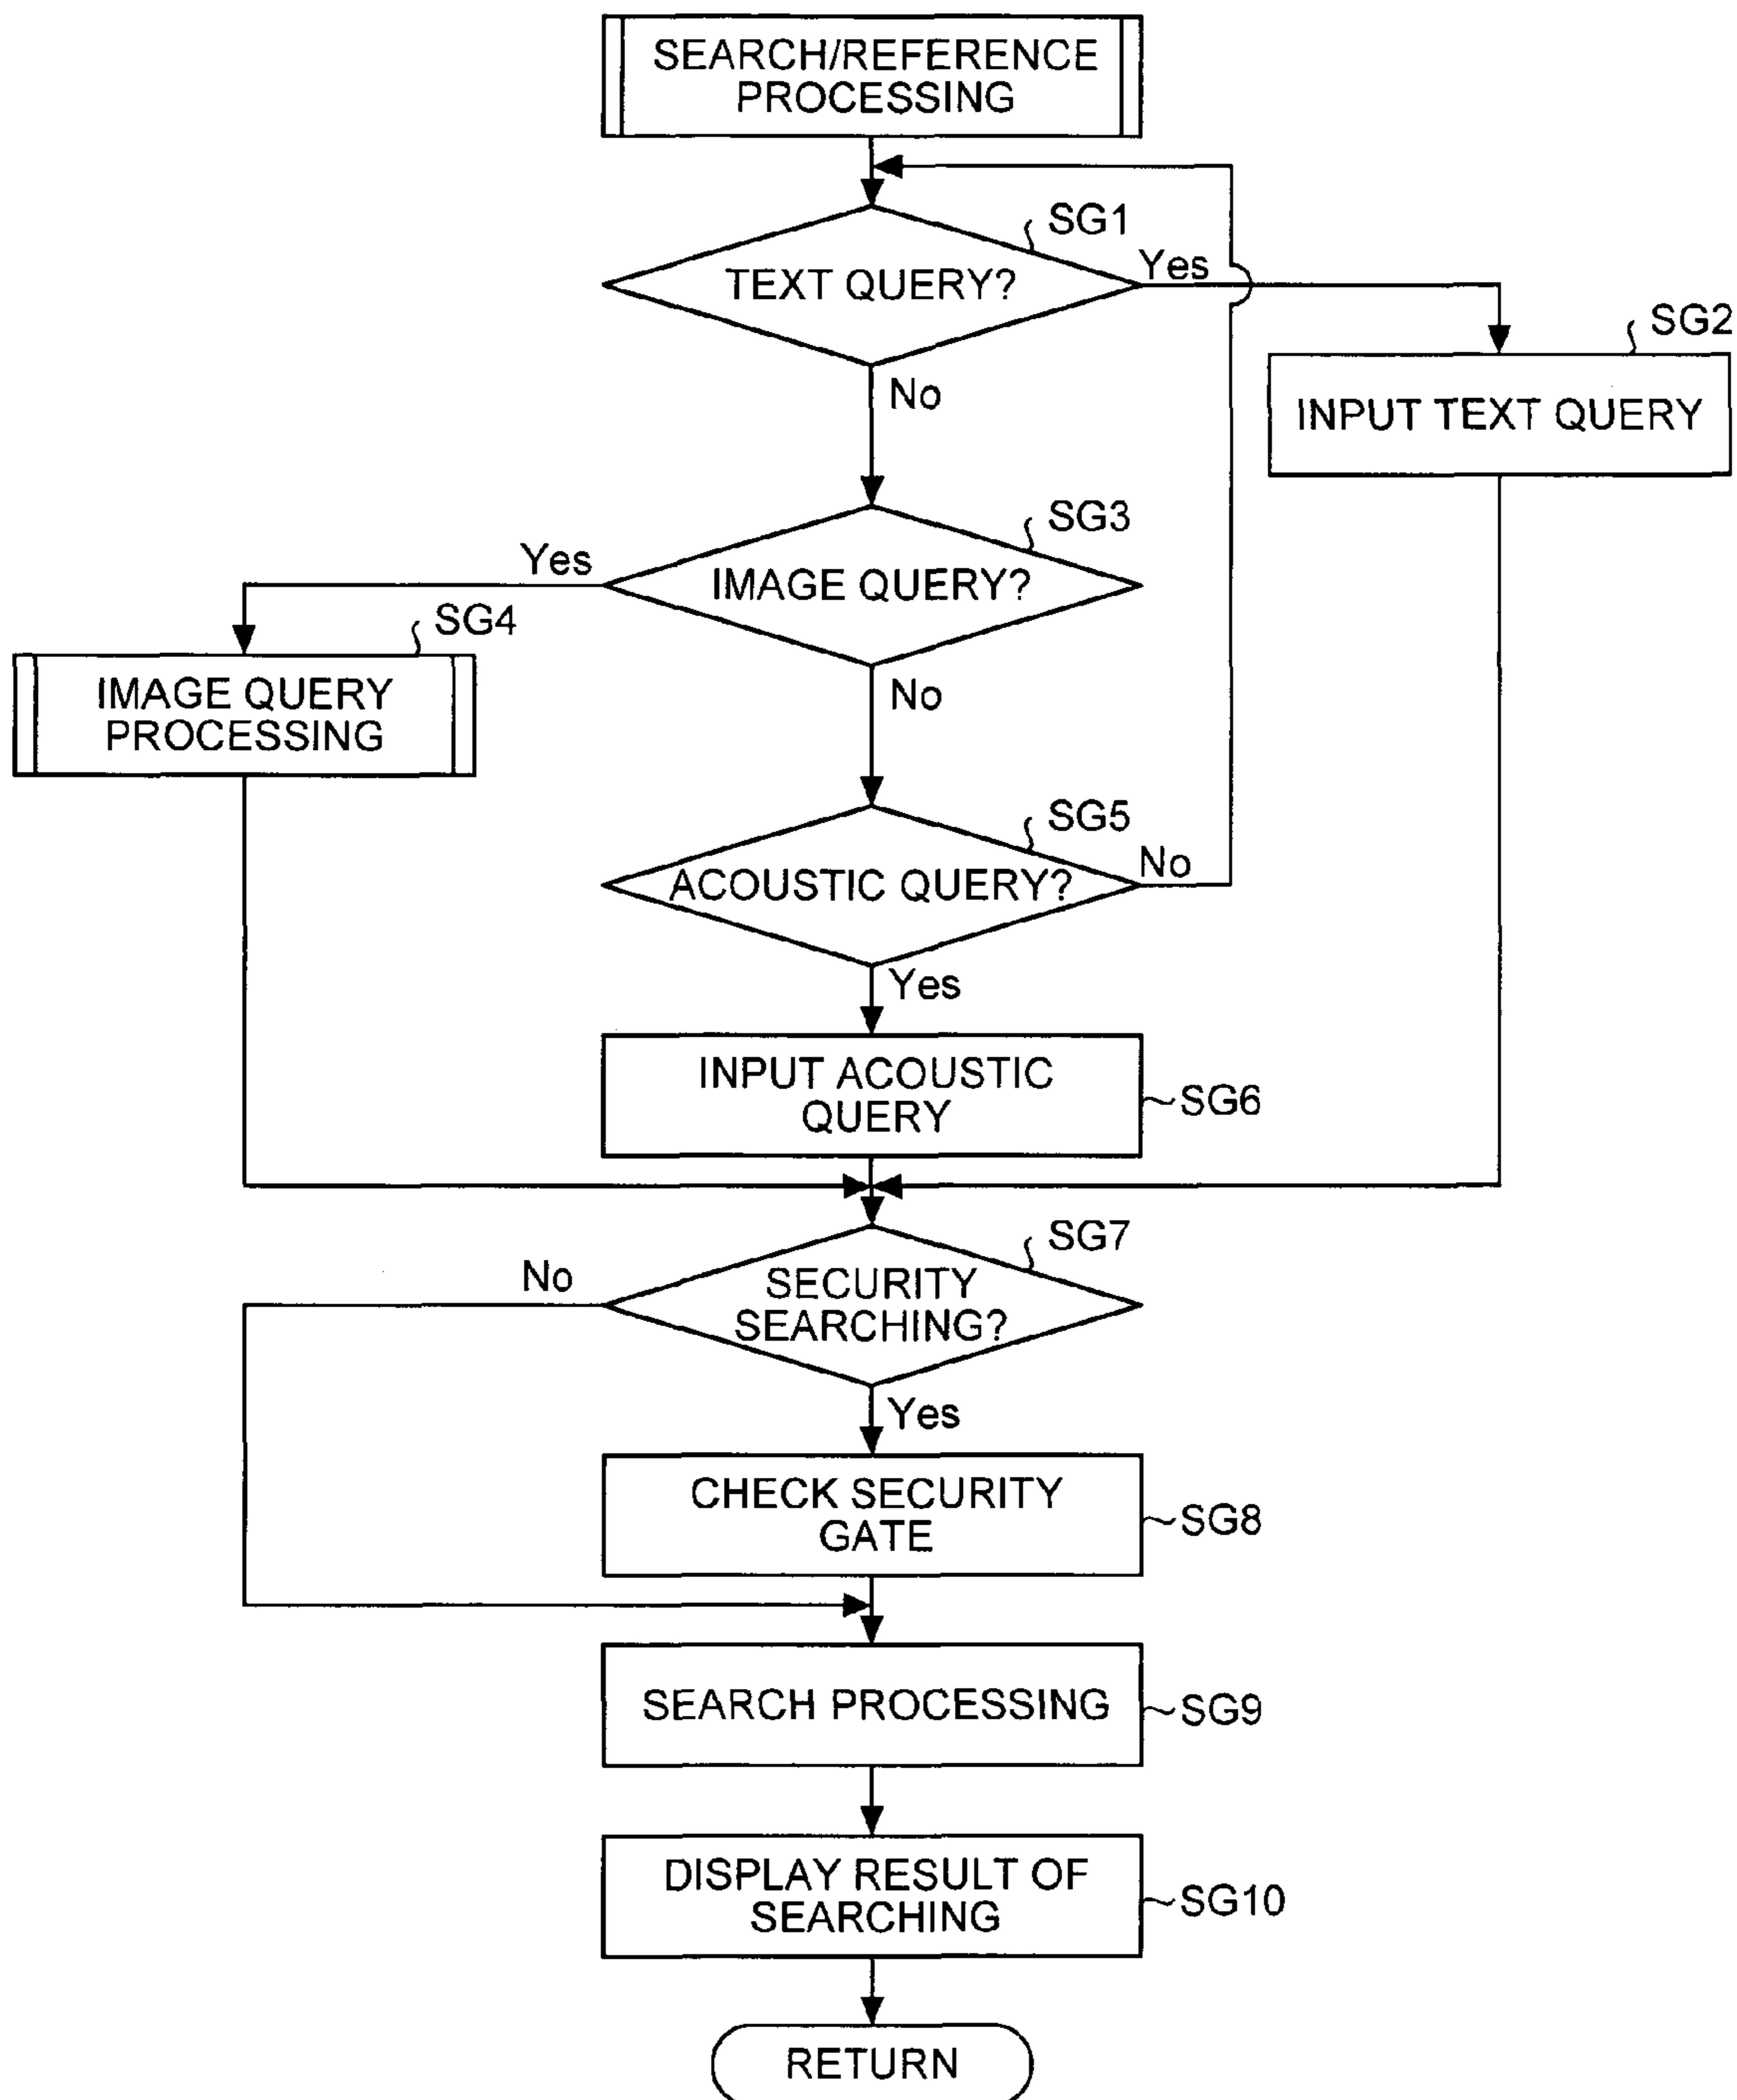 SEARCH/REFERENCE
PROCESSING
SG1
TEXT QUERY?
Yes
No
SG2
INPUT TEXT QUERY
SG3
IMAGE QUERY?
Yes
No
SG4
IMAGE QUERY
PROCESSING
SG5
ACOUSTIC QUERY?
No
Yes
INPUT ACOUSTIC
QUERY
SG6
SG7
SECURITY
SEARCHING?
No
Yes
CHECK SECURITY
GATE
SG8
SEARCH PROCESSING
SG9
DISPLAY RESULT OF
SEARCHING
SG10
RETURN